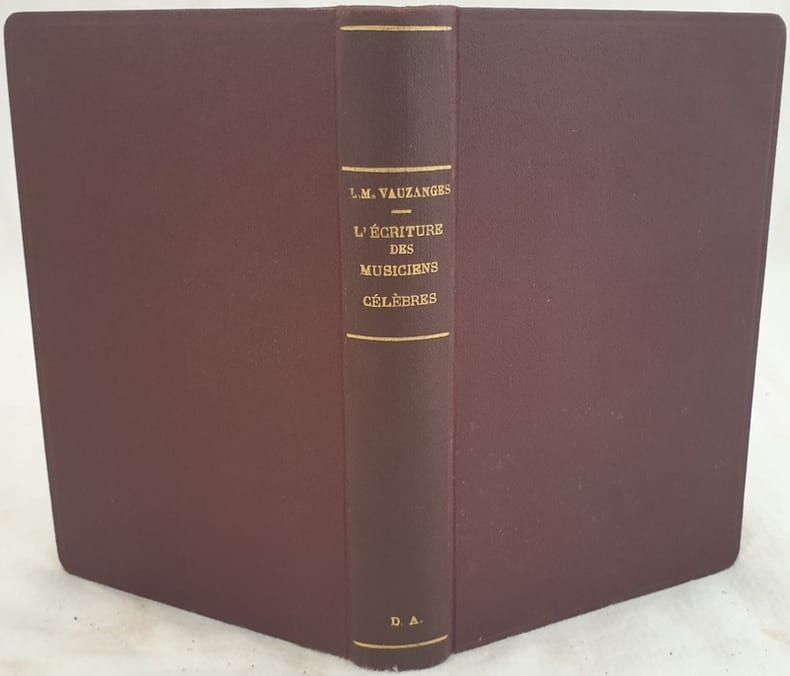 L.M. VAUZANGES
L'ÉCRITURE
DES
MUSICIENS
CÉLÈBRES
D. A.